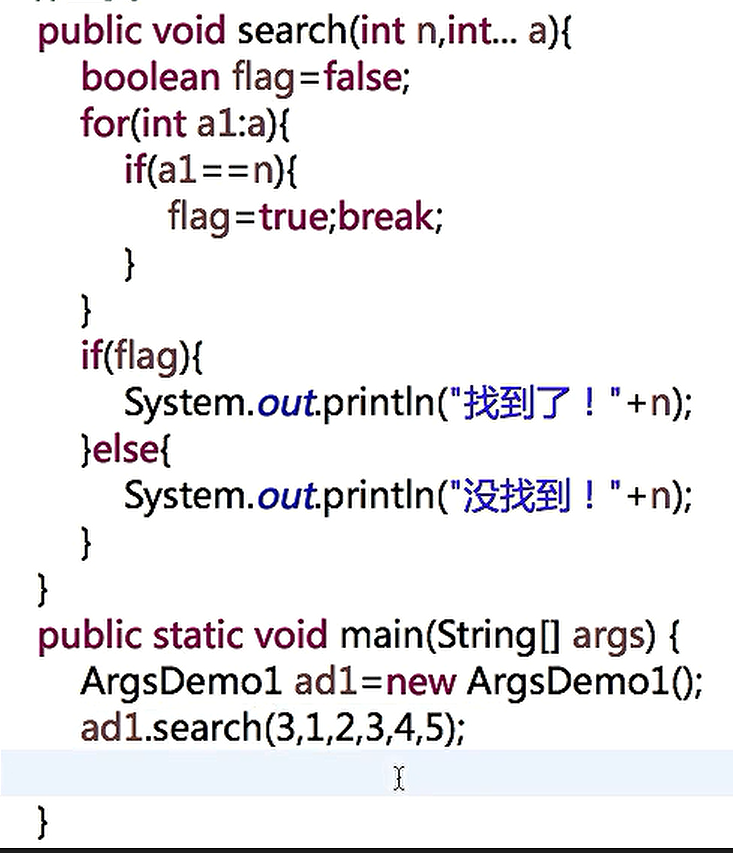 public void search(int n,int... a){
boolean flag=false;
for(int a1:a){
if(a1==n){
flag=true;break;
}
}
if(flag){
System.out.println("找到了！"+n);
}else{
System.out.println("没找到！"+n);
}
}
public static void main(String[] args) {
ArgsDemo1 ad1=new ArgsDemo1();
ad1.search(3,1,2,3,4,5);
}